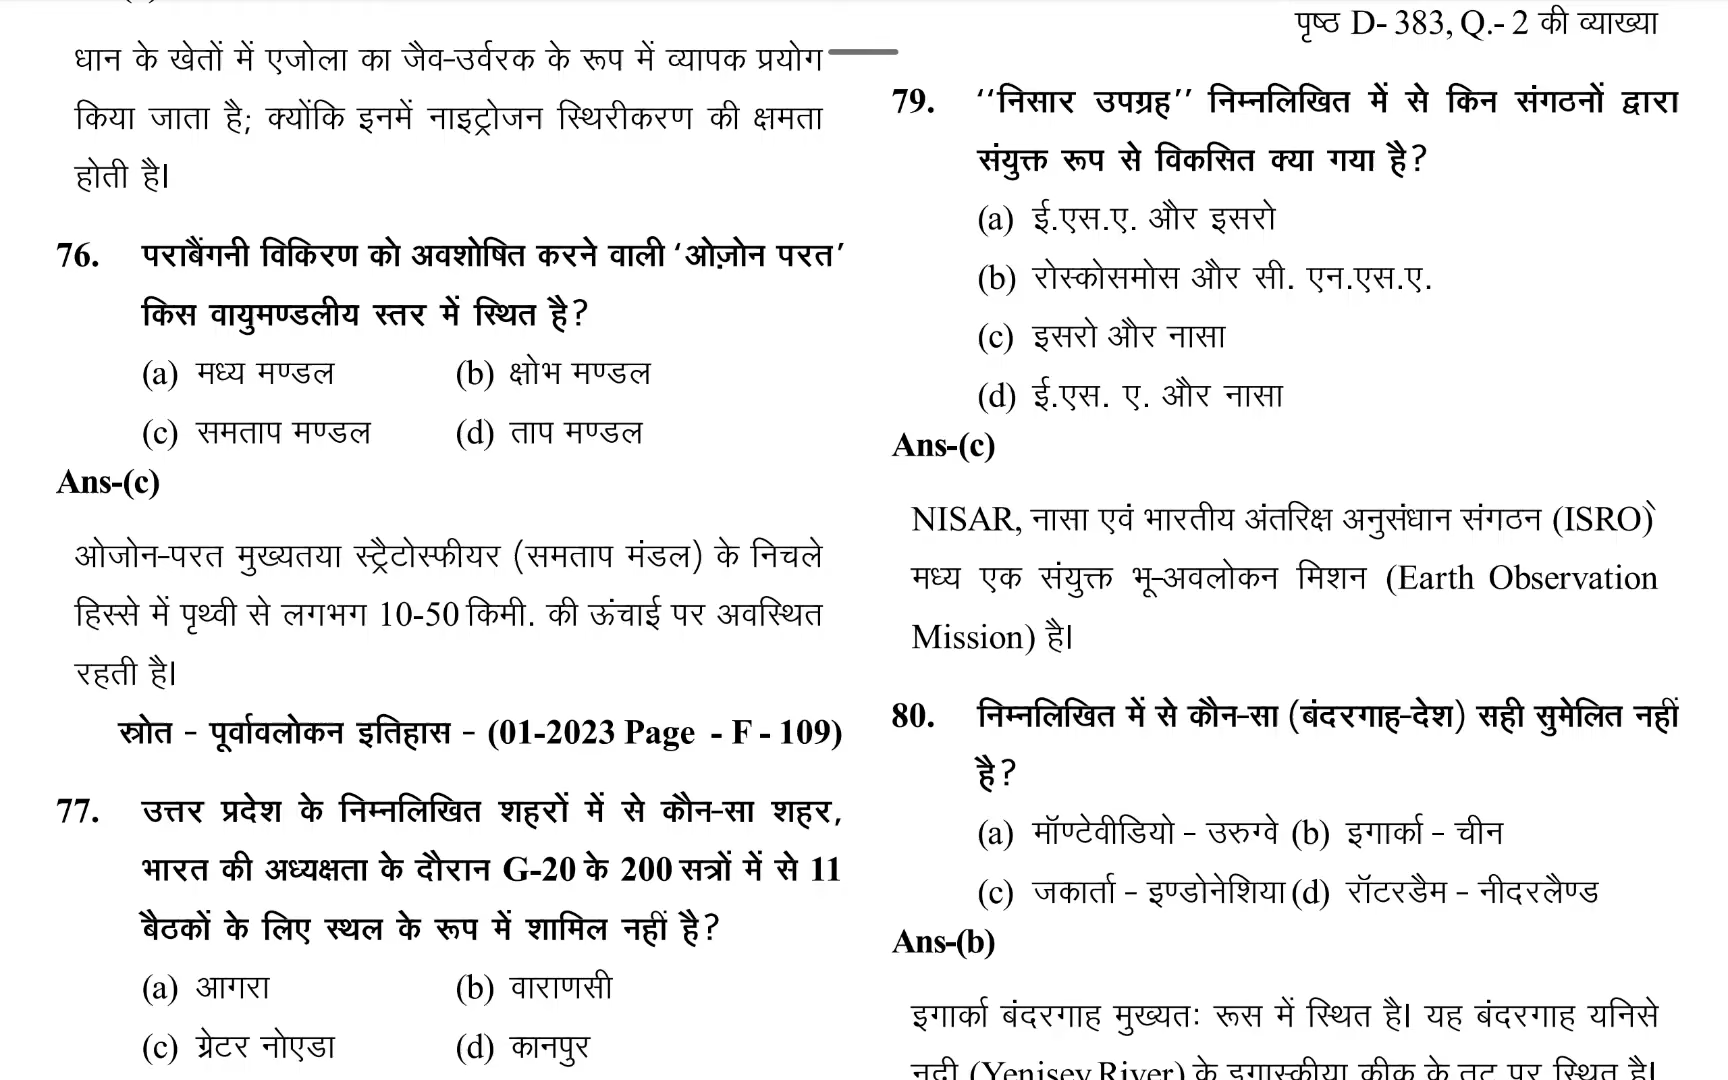 धान के खेतों में एजोला का जैव-उर्वरक के रूप में व्यापक प्रयोग
किया जाता है; क्योंकि इनमें नाइट्रोजन स्थिरीकरण की क्षमता
होती है।
76. पराबैंगनी विकिरण को अवशोषित करने वाली ‘ओज़ोन परत’
किस वायुमण्डलीय स्तर में स्थित है?
(a) मध्य मण्डल (b) क्षोभ मण्डल
(c) समताप मण्डल (d) ताप मण्डल
Ans-(c)
ओजोन-परत मुख्यतया स्ट्रैटोस्फीयर (समताप मंडल) के निचले
हिस्से में पृथ्वी से लगभग 10-50 किमी. की ऊंचाई पर अवस्थित
रहती है।
स्रोत - पूर्वावलोकन इतिहास - (01-2023 Page - F - 109)
77. उत्तर प्रदेश के निम्नलिखित शहरों में से कौन-सा शहर,
भारत की अध्यक्षता के दौरान G-20 के 200 सत्रों में से 11
बैठकों के लिए स्थल के रूप में शामिल नहीं है?
(a) आगरा (b) वाराणसी
(c) ग्रेटर नोएडा (d) कानपुर
पृष्ठ D- 383, Q.- 2 की व्याख्या
79. ‘‘निसार उपग्रह’’ निम्नलिखित में से किन संगठनों द्वारा
संयुक्त रूप से विकसित क्या गया है?
(a) ई.एस.ए. और इसरो
(b) रोस्कोसमोस और सी. एन.एस.ए.
(c) इसरो और नासा
(d) ई.एस. ए. और नासा
Ans-(c)
NISAR, नासा एवं भारतीय अंतरिक्ष अनुसंधान संगठन (ISRO)े
मध्य एक संयुक्त भू-अवलोकन मिशन (Earth Observation
Mission) है।
80. निम्नलिखित में से कौन-सा (बंदरगाह-देश) सही सुमेलित नहीं
है?
(a) मॉण्टेवीडियो - उरुग्वे (b) इगार्का - चीन
(c) जकार्ता - इण्डोनेशिया (d) रॉटरडैम - नीदरलैण्ड
Ans-(b)
इगार्का बंदरगाह मुख्यतः रूस में स्थित है। यह बंदरगाह यनिसे
नदी (Yenisey River) के इगास्कीया क्रीक के तट पर स्थित है।